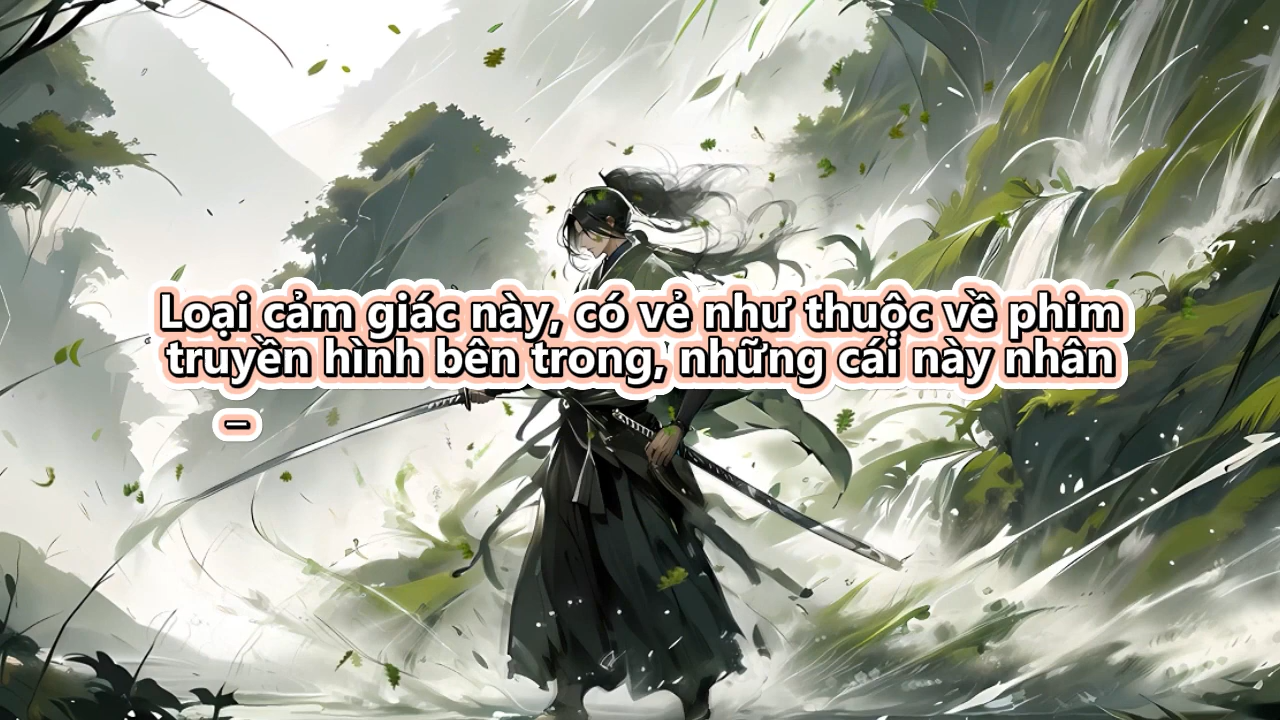 Loại cảm giác này, có vẻ như thuộc về phim
truyền hình bên trong, những cái này nhân
–